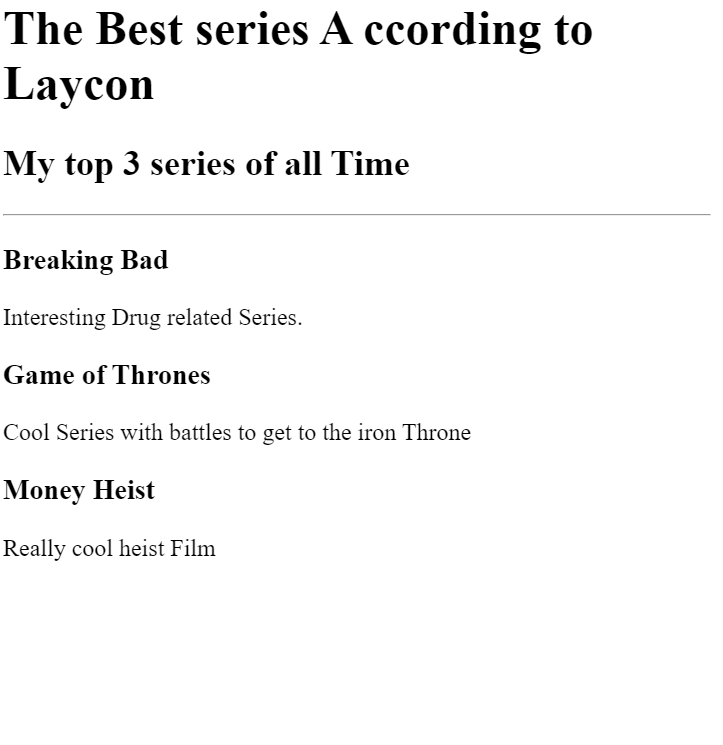 The Best series A ccording to
Laycon
My top 3 series of all Time
Breaking Bad
Interesting Drug related Series.
Game of Thrones
Cool Series with battles to get to the iron Throne
Money Heist
Really cool heist Film